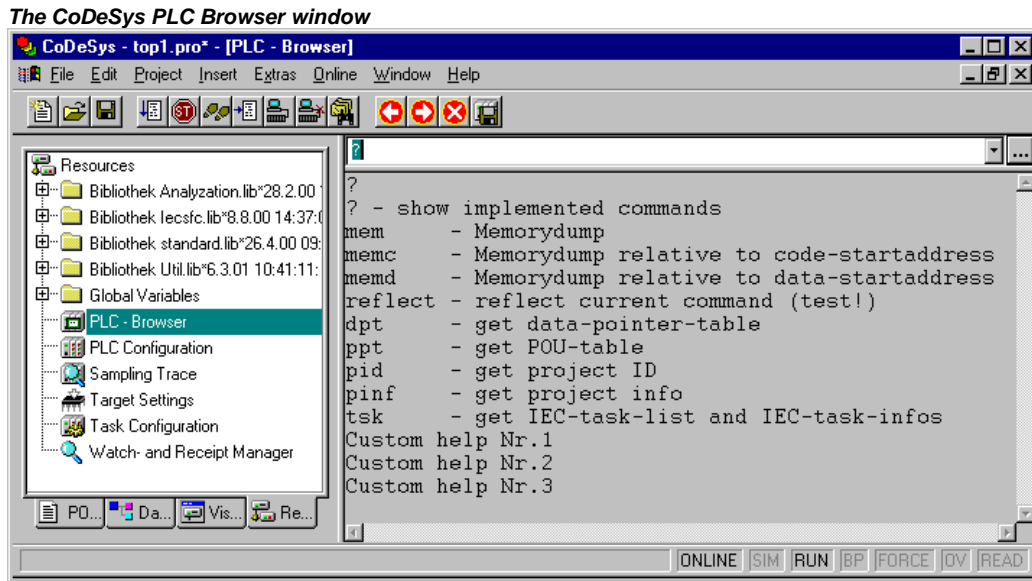 The CoDeSys PLC Browser window
CoDeSys - top1.pro* - [PLC - Browser]
File Edit Project Insert Extras Online Window Help
ST
?
...
Resources
Bibliothek Analyzation.lib*28.2.00
Bibliothek Iecsfc.lib*8.8.00 14:37:
Bibliothek standard.lib*26.4.00 09:
Bibliothek Util.lib*6.3.01 10:41:11:
Global Variables
PLC - Browser
PLC Configuration
Sampling Trace
Target Settings
Task Configuration
Watch- and Receipt Manager
PO... Da... Vis... Re...
?
? - show implemented commands
mem - Memorydump
memc - Memorydump relative to code-startaddress
memd - Memorydump relative to data-startaddress
reflect - reflect current command (test!)
dpt - get data-pointer-table
ppt - get POU-table
pid - get project ID
pinf - get project info
tsk - get IEC-task-list and IEC-task-infos
Custom help Nr.1
Custom help Nr.2
Custom help Nr.3
ONLINE SIM RUN BP FORCE OV READ